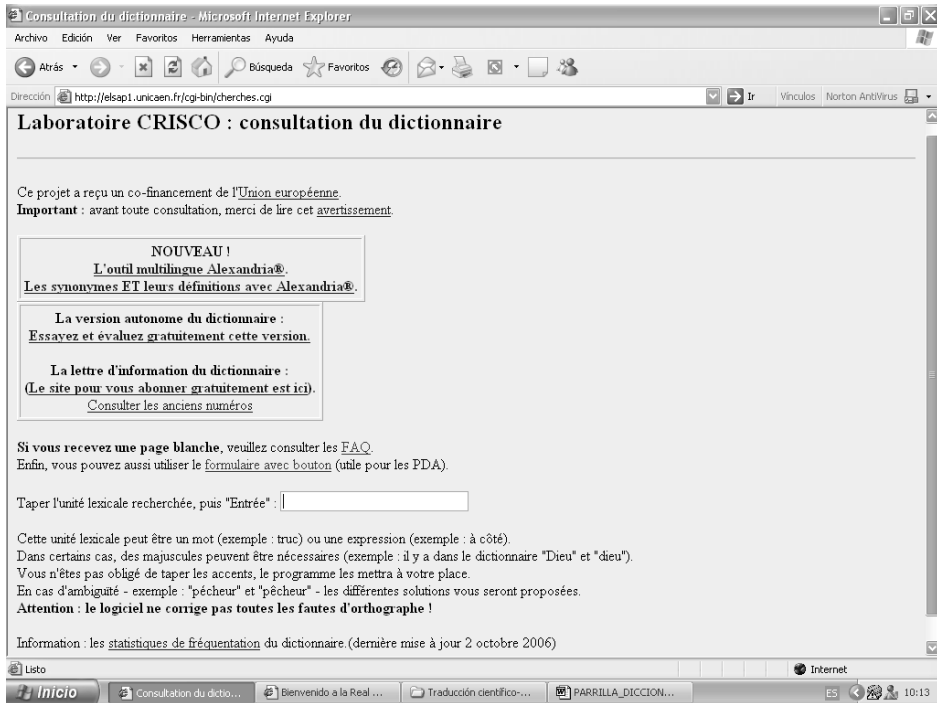 Consultation du dictionnaire - Microsoft Internet Explorer
Archivo Edición Ver Favoritos Herramientas Ayuda
Atrás Búsqueda Favoritos
Dirección http://elsap1.unicaen.fr/cgi-bin/cherches.cgi Ir Vínculos Norton AntiVirus
Laboratoire CRISCO : consultation du dictionnaire
Ce projet a reçu un co-financement de l'Union européenne.
Important : avant toute consultation, merci de lire cet avertissement.
NOUVEAU !
L'outil multilingue Alexandria®.
Les synonymes ET leurs définitions avec Alexandria®.
La version autonome du dictionnaire :
Essayez et évaluez gratuitement cette version.
La lettre d'information du dictionnaire :
(Le site pour vous abonner gratuitement est ici).
Consulter les anciens numéros
Si vous recevez une page blanche, veuillez consulter les FAQ.
Enfin, vous pouvez aussi utiliser le formulaire avec bouton (utile pour les PDA).
Taper l'unité lexicale recherchée, puis "Entrée" :
Cette unité lexicale peut être un mot (exemple : truc) ou une expression (exemple : à côté).
Dans certains cas, des majuscules peuvent être nécessaires (exemple : il y a dans le dictionnaire "Dieu" et "dieu").
Vous n'êtes pas obligé de taper les accents, le programme les mettra à votre place.
En cas d'ambiguïté - exemple : "pécheur" et "pêcheur" - les différentes solutions vous seront proposées.
Attention : le logiciel ne corrige pas toutes les fautes d'orthographe !
Information : les statistiques de fréquentation du dictionnaire.(dernière mise à jour 2 octobre 2006)
Listo Internet
Inicio Consultation du dictio... Bienvenido a la Real ... Traducción científico-... PARRILLA_DICCION... ES 10:13